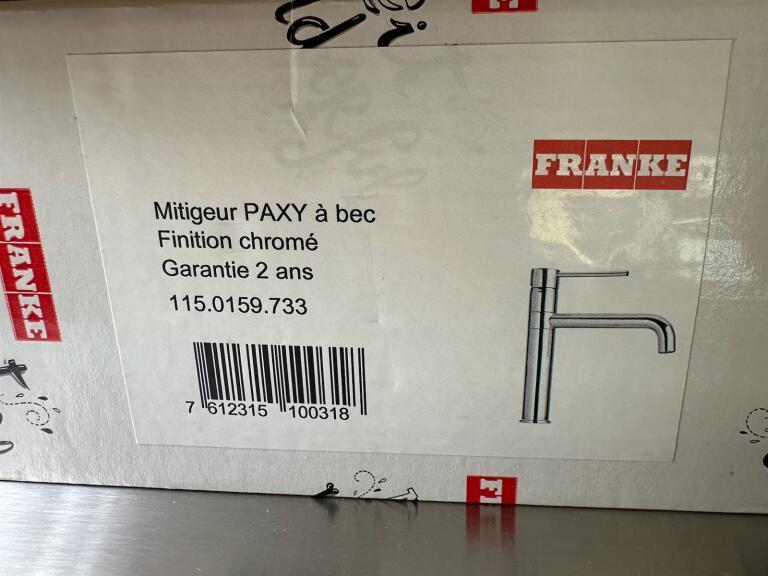 FRANKE
Mitigeur PAXY à bec
Finition chromé
Garantie 2 ans
115.0159.733
7 612315 100318
FRANKE